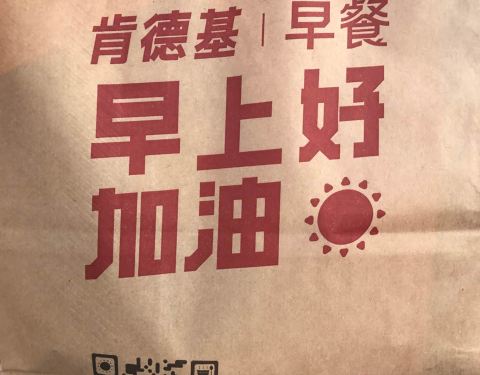 肯德基 | 早餐
早上好
加油